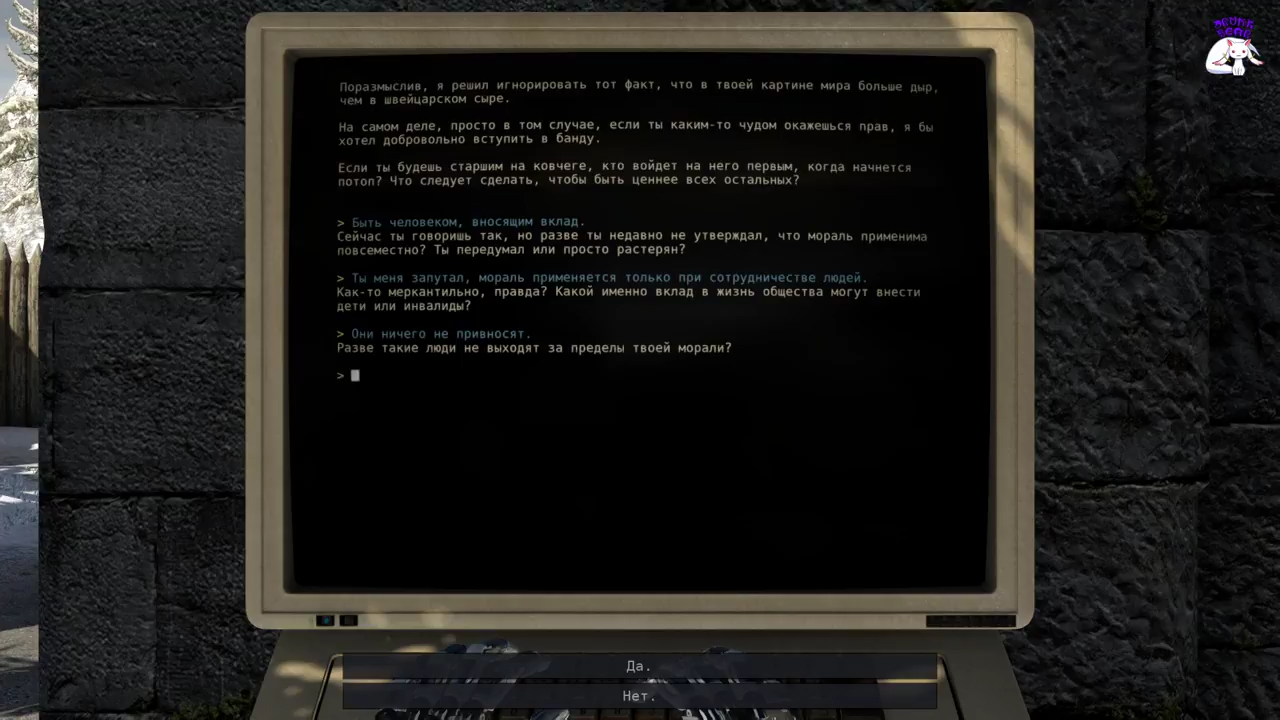 DRUNK
BEAR
Поразмыслив, я решил игнорировать тот факт, что в твоей картине мира больше дыр,
чем в швейцарском сыре.
На самом деле, просто в том случае, если ты каким-то чудом окажешься прав, я бы
хотел добровольно вступить в банду.
Если ты будешь старшим на ковчеге, кто войдет на него первым, когда начнется
потоп? Что следует сделать, чтобы быть ценнее всех остальных?
> Быть человеком, вносящим вклад.
Сейчас ты говоришь так, но разве ты недавно не утверждал, что мораль применима
повсеместно? Ты передумал или просто растерян?
> Ты меня запутал, мораль применяется только при сотрудничестве людей.
Как-то меркантильно, правда? Какой именно вклад в жизнь общества могут внести
дети или инвалиды?
> Они ничего не привносят.
Разве такие люди не выходят за пределы твоей морали?
>
Да.
Нет.